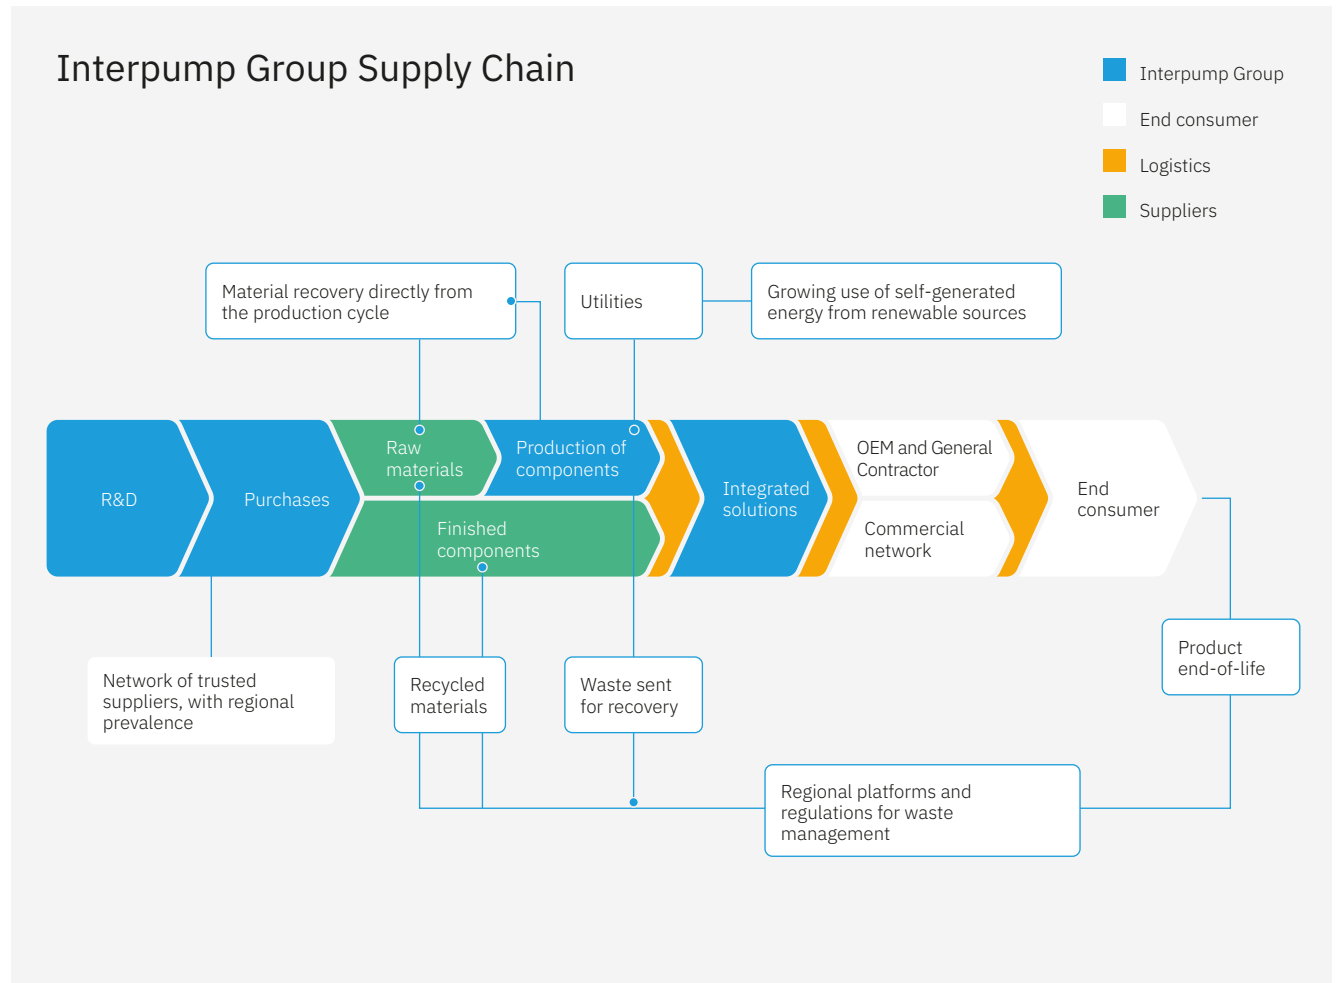 Interpump Group Supply Chain
Interpump Group
End consumer
Logistics
Suppliers
Material recovery directly from
the production cycle
Utilities
Growing use of self-generated
energy from renewable sources
R&D
Purchases
Raw
materials
Production of
components
Finished
components
Integrated
solutions
OEM and General
Contractor
Commercial
network
End
consumer
Network of trusted
suppliers, with regional
prevalence
Recycled
materials
Waste sent
for recovery
Product
end-of-life
Regional platforms and
regulations for waste
management